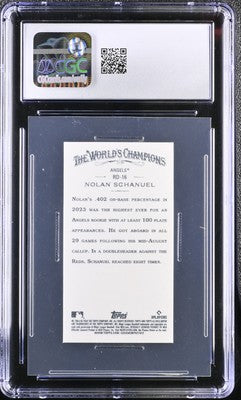 CGC
THE WORLD'S CHAMPIONS
ANGELS®
RD-16
NOLAN SCHANUEL
NOLAN'S .402 ON-BASE PERCENTAGE IN
2023 WAS THE HIGHEST EVER FOR AN
ANGELS ROOKIE WITH AT LEAST 100 PLATE
APPEARANCES. HE GOT ABOARD IN ALL
29 GAMES FOLLOWING HIS MID-AUGUST
CALLUP. IN A DOUBLEHEADER AGAINST THE
REDS, SCHANUEL REACHED EIGHT TIMES.
Topps